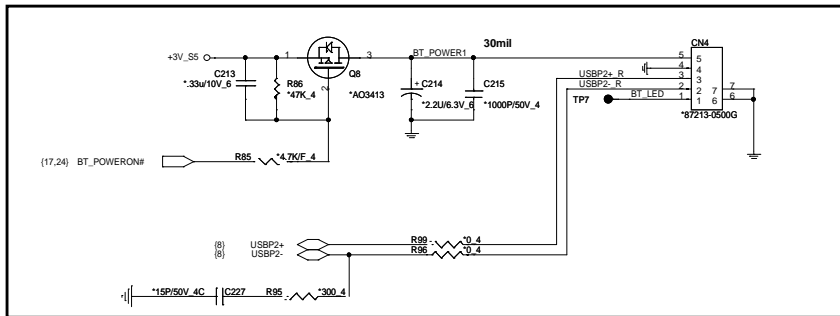 30mil
CN4
+3V_S5
1
3
BT_POWER1
5
5
4
4
USBP2+_R
3
3
USBP2-_R
2
2
7
7
TP7
BT_LED
1
1
6
6
*87213-0500G
C213
*.33u/10V_6
R86
*47K_4
2
Q8
*AO3413
+
C214
*2.2U/6.3V_6
C215
*1000P/50V_4
{17,24} BT_POWERON#
R85
*4.7K/F_4
{8} USBP2+
R99
*0_4
{8} USBP2-
R96
*0_4
*15P/50V_4C
C227
R95
*300_4